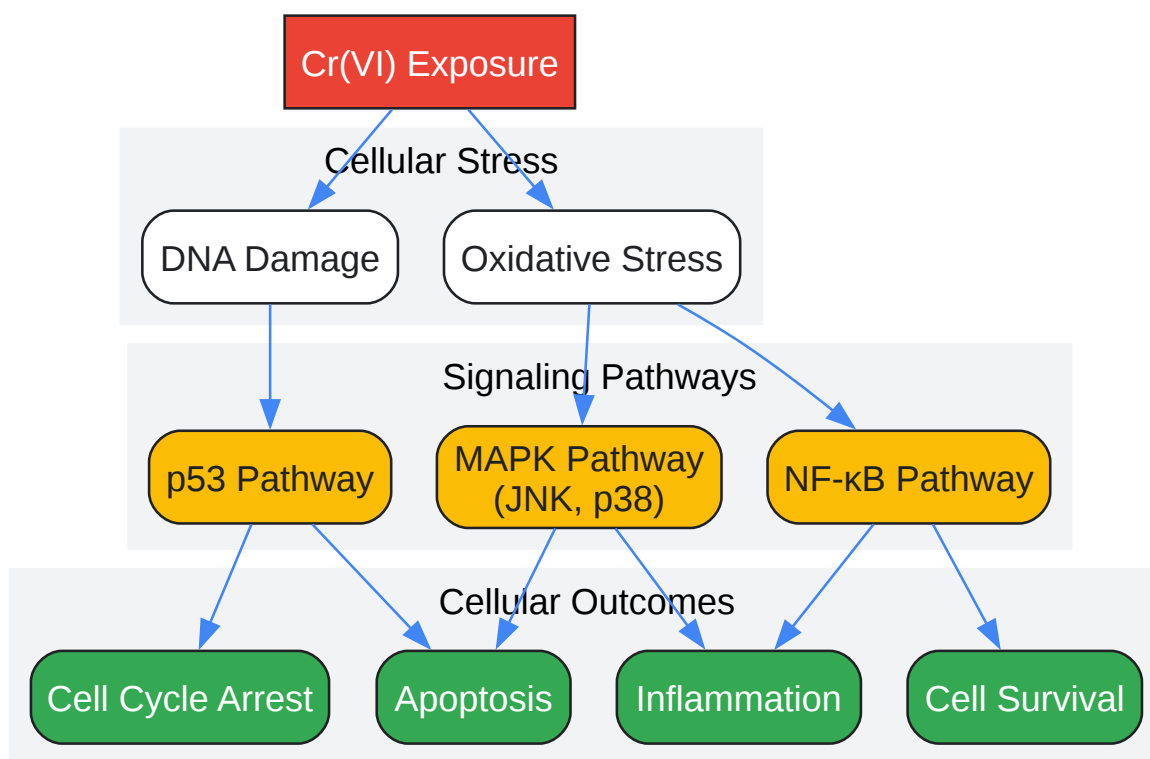 Cr(VI) Exposure
Cellular Stress
DNA Damage
Oxidative Stress
Signaling Pathways
p53 Pathway
MAPK Pathway
(JNK, p38)
NF-κB Pathway
Cellular Outcomes
Cell Cycle Arrest
Apoptosis
Inflammation
Cell Survival